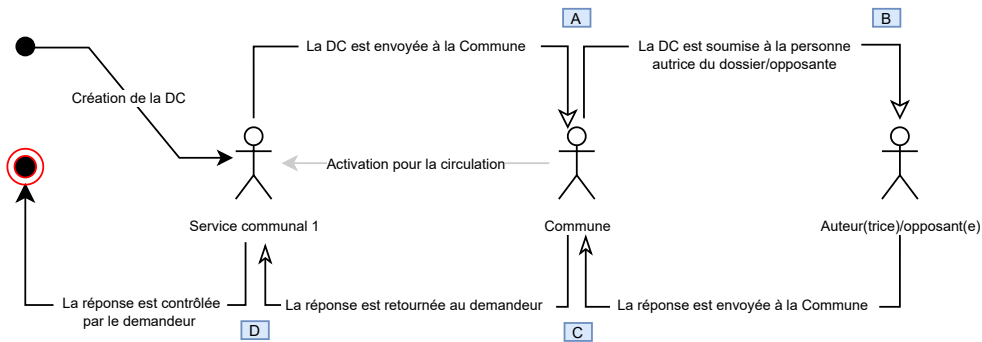 A
B
La DC est envoyée à la Commune
La DC est soumise à la personne
autrice du dossier/opposante
Création de la DC
Activation pour la circulation
Service communal 1
Commune
Auteur(trice)/opposant(e)
La réponse est contrôlée
par le demandeur
La réponse est retournée au demandeur
La réponse est envoyée à la Commune
D
C